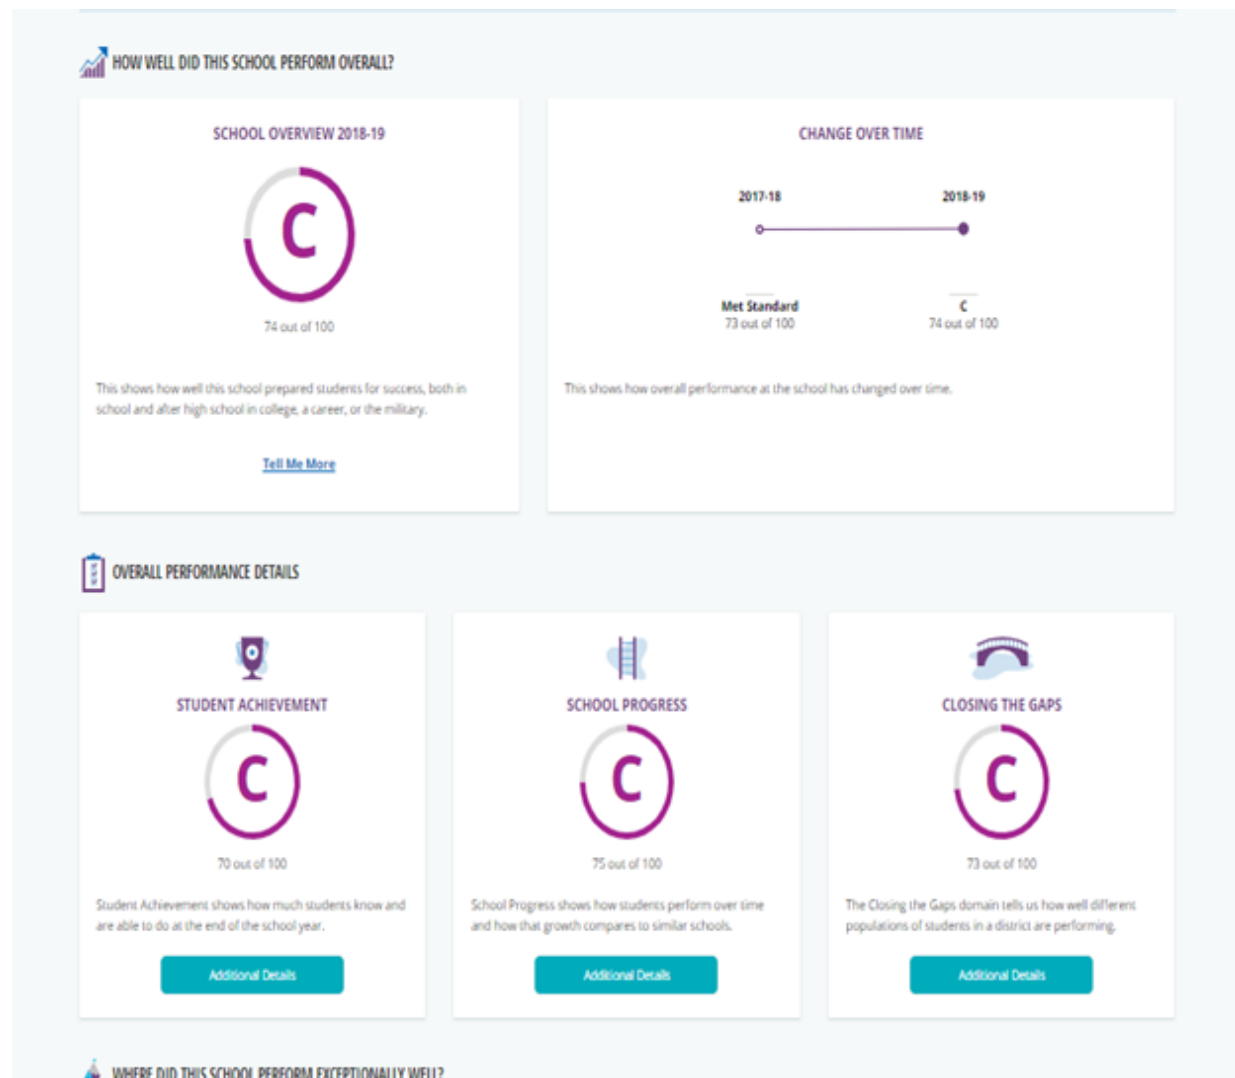 HOW WELL DID THIS SCHOOL PERFORM OVERALL?
SCHOOL OVERVIEW 2018-19
C
74 out of 100
This shows how well this school prepared students for success, both in
school and after high school in college, a career, or the military.
Tell Me More
CHANGE OVER TIME
2017-18 2018-19
Met Standard C
73 out of 100 74 out of 100
This shows how overall performance at the school has changed over time.
OVERALL PERFORMANCE DETAILS
STUDENT ACHIEVEMENT
C
70 out of 100
Student Achievement shows how much students know and
are able to do at the end of the school year.
Additional Details
SCHOOL PROGRESS
C
75 out of 100
School Progress shows how students perform over time
and how that growth compares to similar schools.
Additional Details
CLOSING THE GAPS
C
73 out of 100
The Closing the Gaps domain tells us how well different
populations of students in a district are performing.
Additional Details
WHERE DID THIS SCHOOL PERFORM EXCEPTIONALLY WELL?